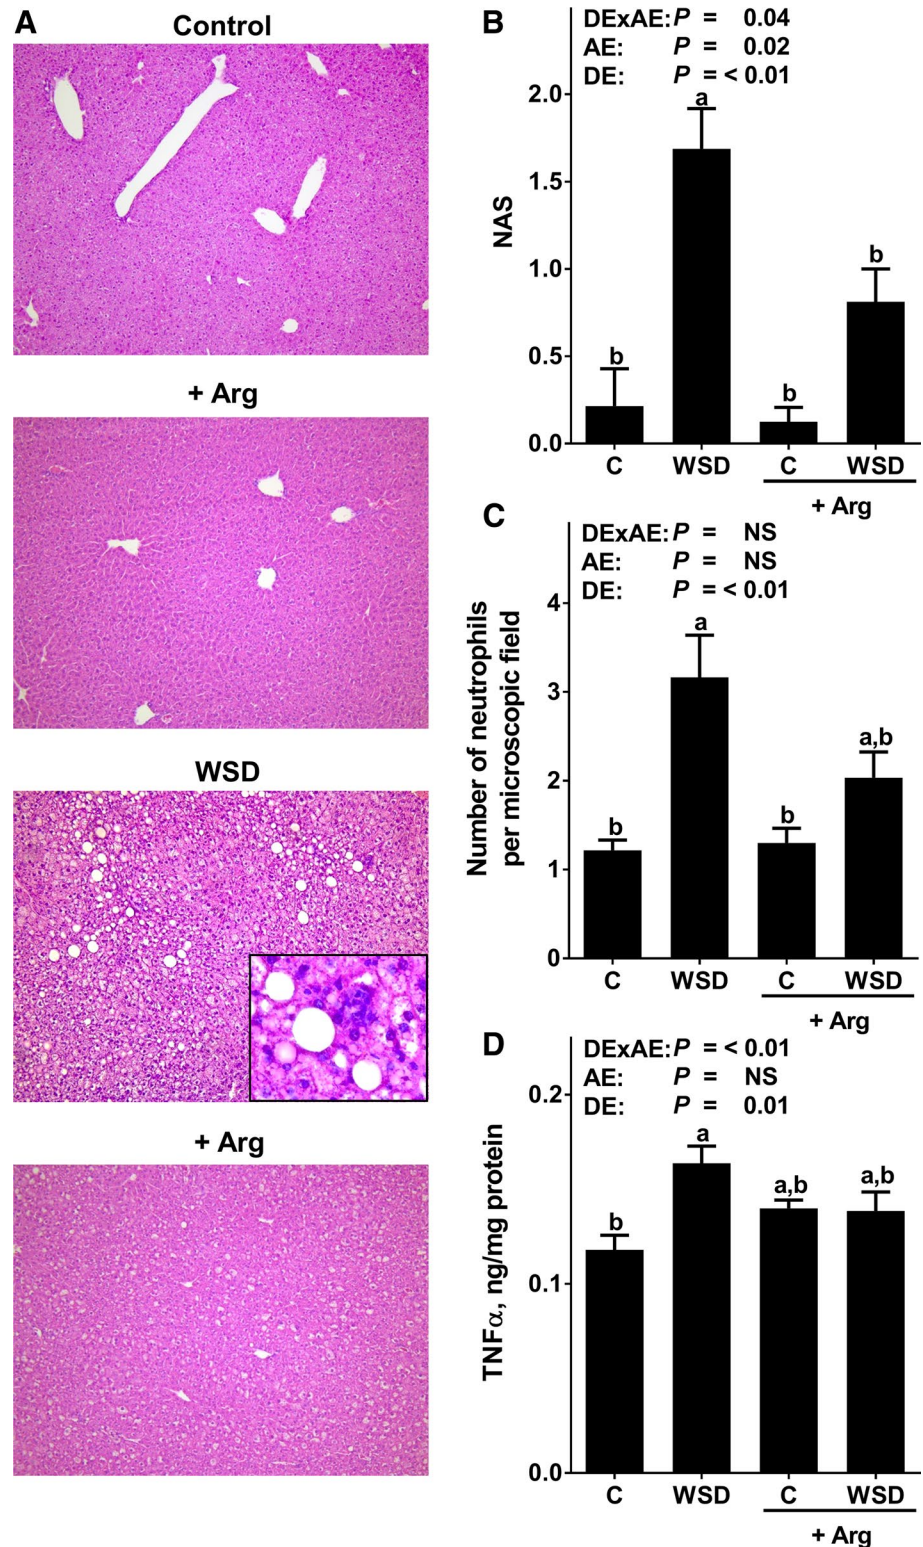 A
Control
+ Arg
WSD
+ Arg
B
DExAE: P = 0.04
AE: P = 0.02
DE: P = < 0.01
NAS
2.0
1.5
1.0
0.5
0.0
b
a
b
b
C WSD C WSD
+ Arg
C
DExAE: P = NS
AE: P = NS
DE: P = < 0.01
Number of neutrophils
per microscopic field
4
3
2
1
0
b
a
b
a,b
C WSD C WSD
+ Arg
D
DExAE: P = < 0.01
AE: P = NS
DE: P = 0.01
TNFα, ng/mg protein
0.2
0.1
0.0
b
a
a,b
a,b
C WSD C WSD
+ Arg